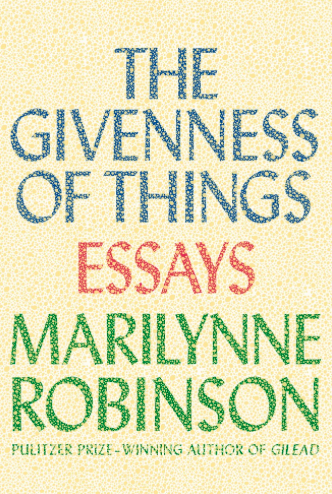 THE
GIVENNESS
OF THINGS
ESSAYS
MARILYNNE
ROBINSON
PULITZER PRIZE–WINNING AUTHOR OF GILEAD